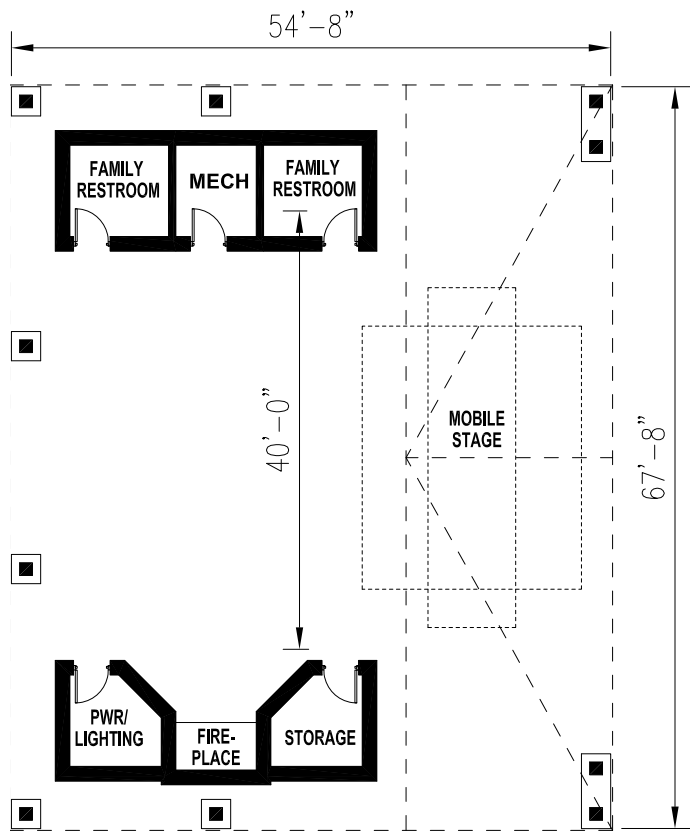 54'-8"
FAMILY
RESTROOM
MECH
FAMILY
RESTROOM
40'-0"
MOBILE
STAGE
67'-8"
PWR/
LIGHTING
FIRE-
PLACE
STORAGE